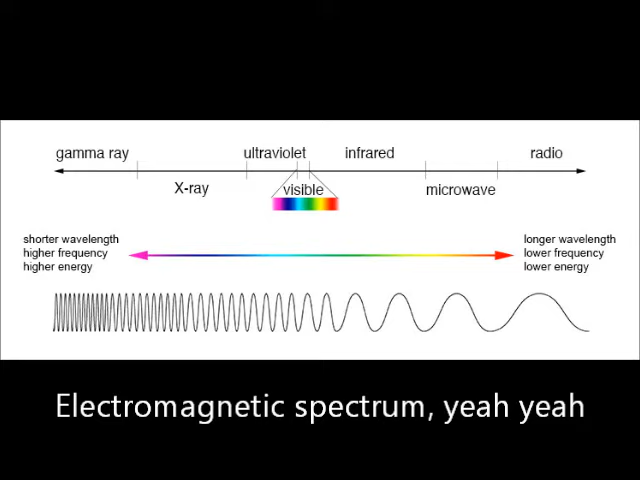 gamma ray
ultraviolet
infrared
radio
X-ray
visible
microwave
shorter wavelength
higher frequency
higher energy
longer wavelength
lower frequency
lower energy
Electromagnetic spectrum, yeah yeah